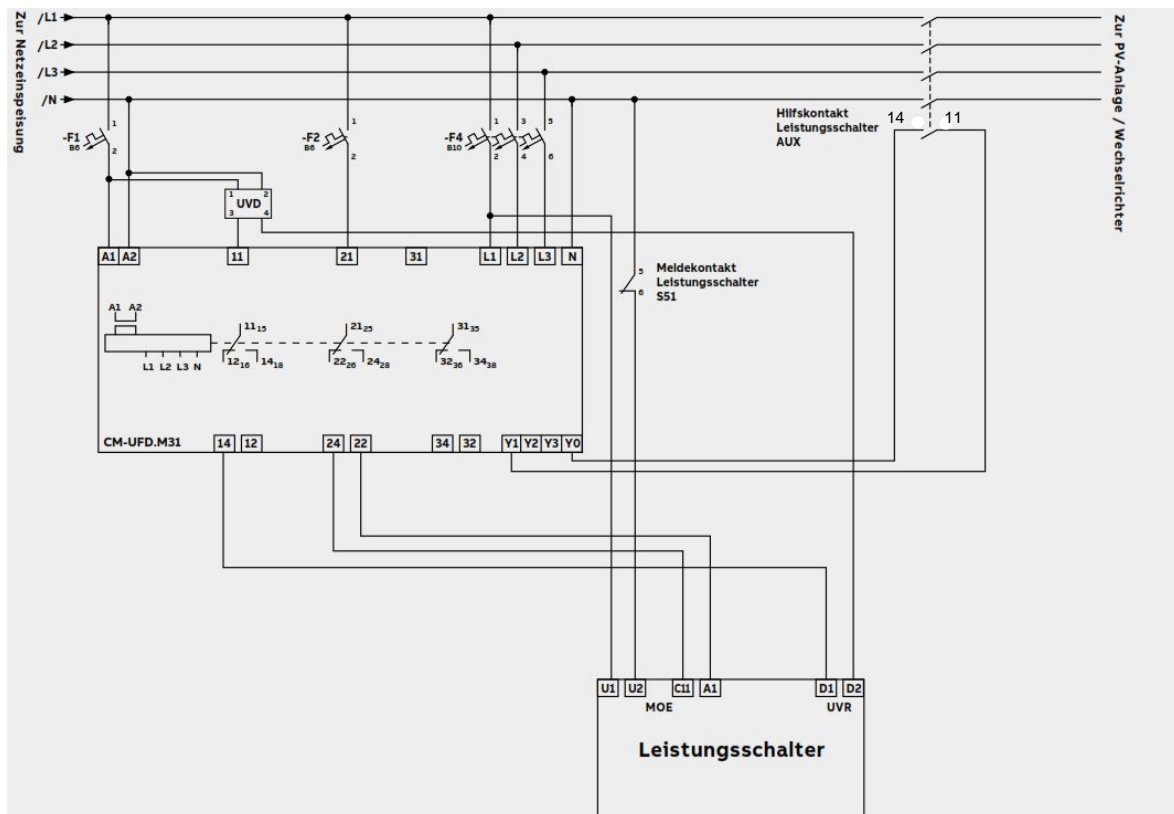 Zur Netzeinspeisung
/L1
/L2
/L3
/N
Zur PV-Anlage / Wechselrichter
-F1
B6
1
2
-F2
B6
1
2
-F4
B10
1
3
5
2
4
6
Hilfskontakt
Leistungsschalter
AUX
14
11
1
2
UVD
3
4
A1
A2
11
21
31
L1
L2
L3
N
5
6
Meldekontakt
Leistungsschalter
S51
A1 A2
L1 L2 L3 N
11 15
12 16
14 18
21 25
22 26
24 28
31 35
32 36
34 38
CM-UFD.M31
14
12
24
22
34
32
Y1
Y2
Y3
Y0
U1
U2
C11
A1
D1
D2
MOE
UVR
Leistungsschalter